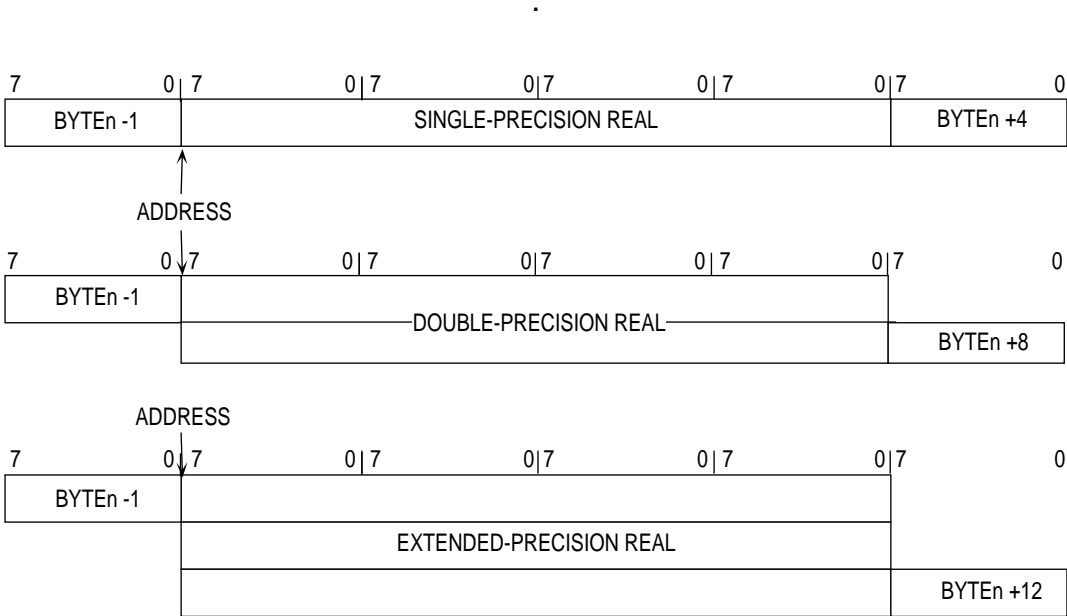 .
7 0 7 0 7 0 7 0 7 0 7 0
BYTEn -1 SINGLE-PRECISION REAL BYTEn +4
ADDRESS
7 0 7 0 7 0 7 0 7 0 7 0
BYTEn -1
DOUBLE-PRECISION REAL
BYTEn +8
ADDRESS
7 0 7 0 7 0 7 0 7 0 7 0
BYTEn -1
EXTENDED-PRECISION REAL
BYTEn +12